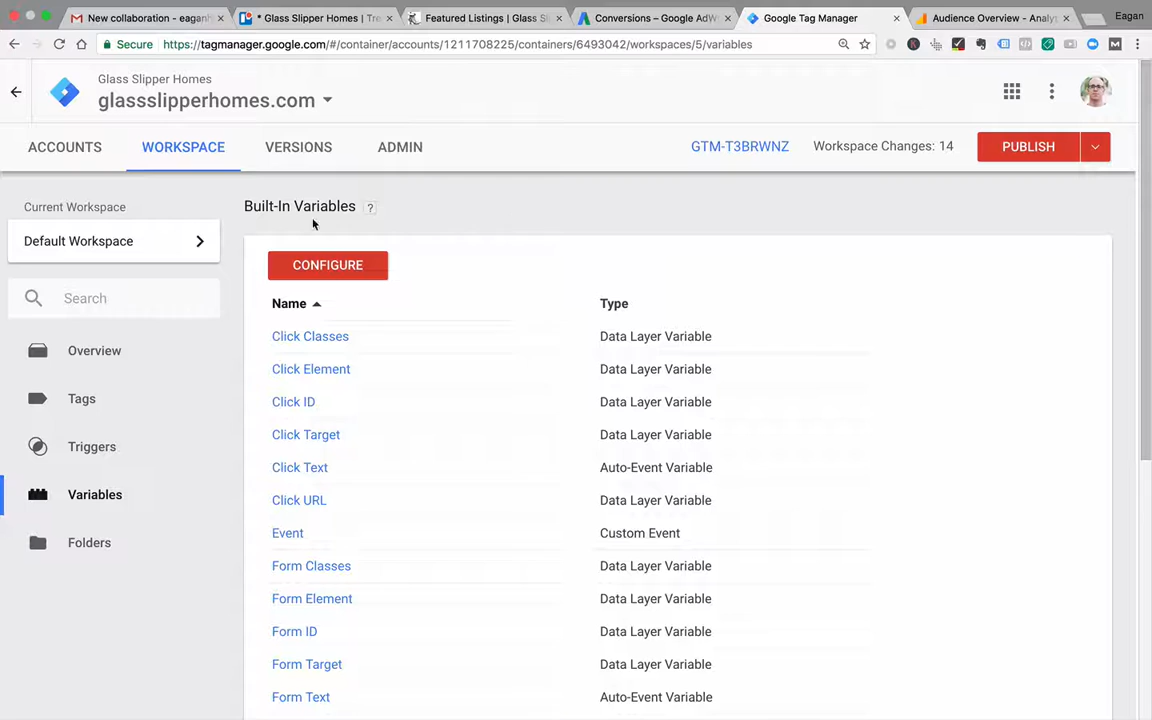 New collaboration - eagan
* Glass Slipper Homes | Tre
Featured Listings | Glass S
Conversions – Google AdW
Google Tag Manager
Audience Overview - Analy
Eagan
Secure
https://tagmanager.google.com/#/container/accounts/1211708225/containers/6493042/workspaces/5/variables
Glass Slipper Homes
glassslipperhomes.com
ACCOUNTS
WORKSPACE
VERSIONS
ADMIN
GTM-T3BRWNZ
Workspace Changes: 14
PUBLISH
Current Workspace
Default Workspace
Search
Overview
Tags
Triggers
Variables
Folders
Built-In Variables ?
CONFIGURE
Name Type
Click Classes Data Layer Variable
Click Element Data Layer Variable
Click ID Data Layer Variable
Click Target Data Layer Variable
Click Text Auto-Event Variable
Click URL Data Layer Variable
Event Custom Event
Form Classes Data Layer Variable
Form Element Data Layer Variable
Form ID Data Layer Variable
Form Target Data Layer Variable
Form Text Auto-Event Variable